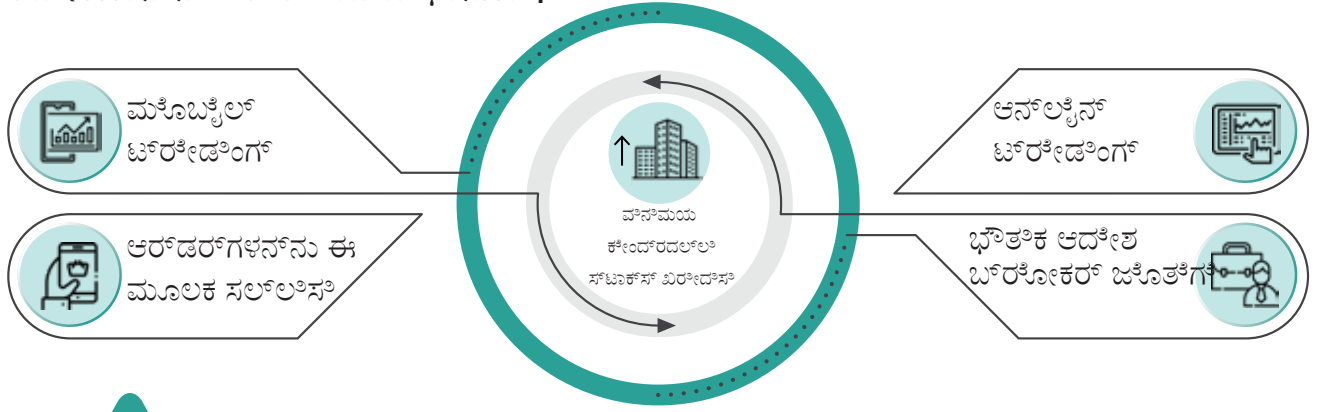 ಮೊಬೈಲ್
ಟ್ರೇಡಿಂಗ್
ಆರ್ಡರ್‌ಗಳನ್ನು ಈ
ಮೂಲಕ ಸಲ್ಲಿಸಿ
ವಿನಿಮಯ
ಕೇಂದ್ರದಲ್ಲಿ
ಸ್ಟಾಕ್ಸ್ ಖರೀದಿಸಿ
ಆನ್‌ಲೈನ್
ಟ್ರೇಡಿಂಗ್
ಭೌತಿಕ ಆದೇಶ
ಬ್ರೋಕರ್ ಜೊತೆಗೆ